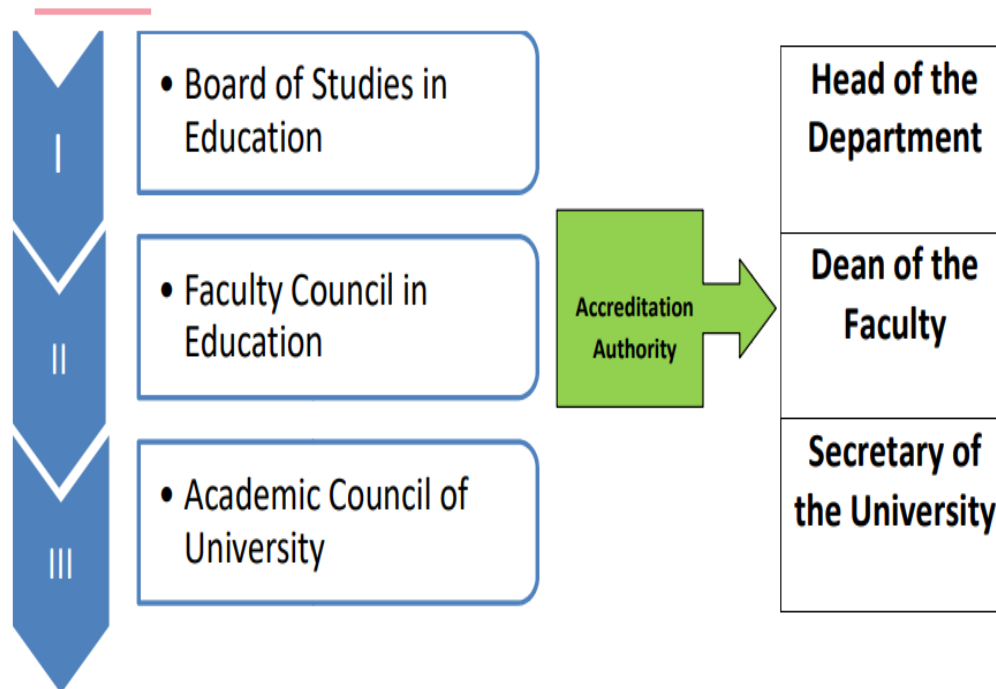 I
• Board of Studies in
Education
II
• Faculty Council in
Education
III
• Academic Council of
University
Accreditation
Authority
Head of the
Department
Dean of the
Faculty
Secretary of
the University